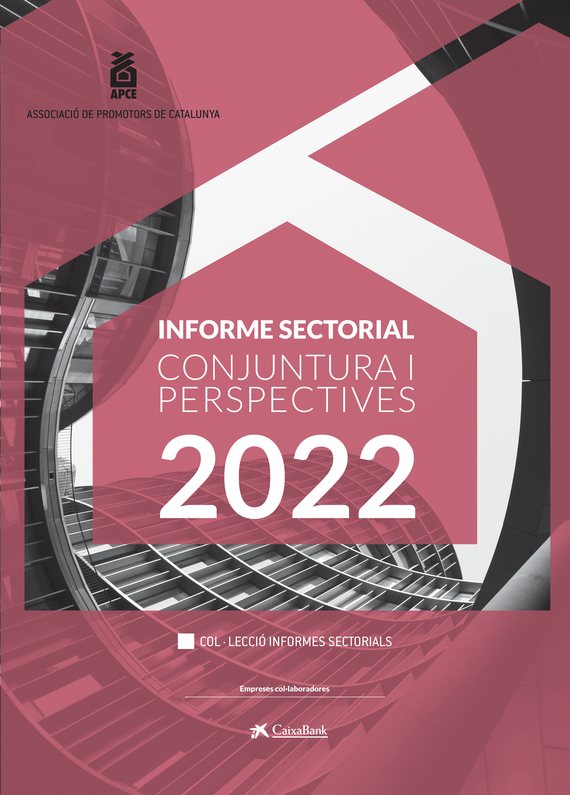 APCE
ASSOCIACIÓ DE PROMOTORS DE CATALUNYA
INFORME SECTORIAL
CONJUNTURA I
PERSPECTIVES
2022
COL · LECCIÓ INFORMES SECTORIALS
Empreses col·laboradores
CaixaBank